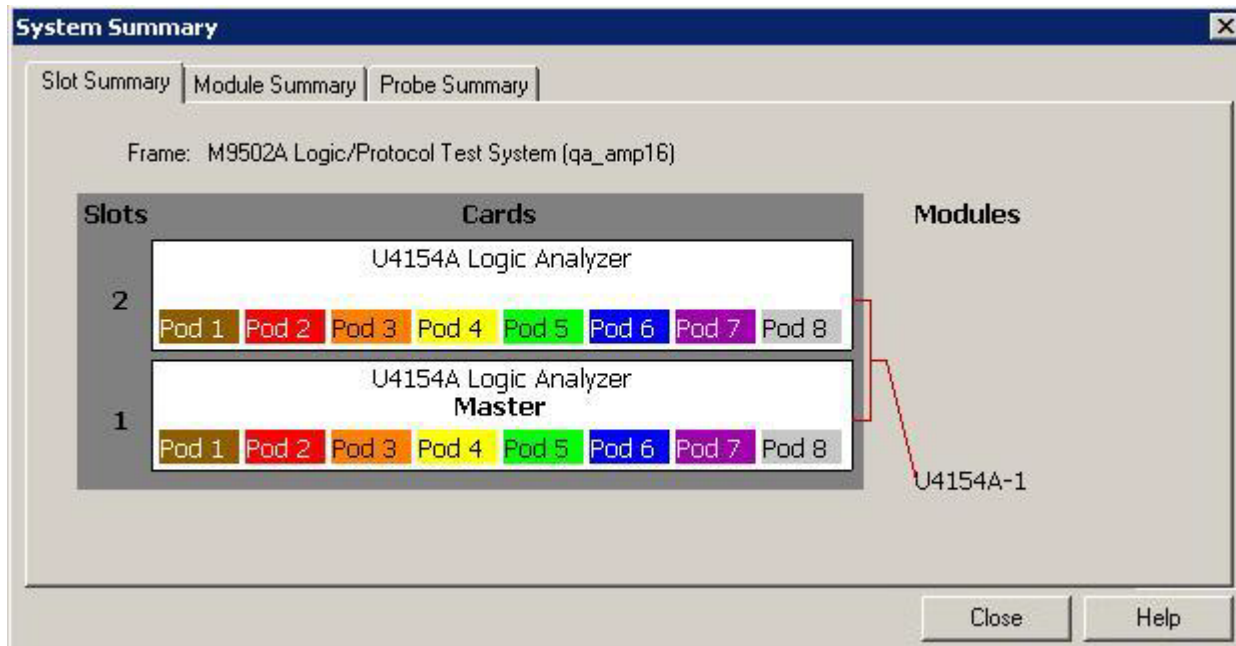 System Summary
Slot Summary Module Summary Probe Summary
Frame: M9502A Logic/Protocol Test System (qa_amp16)
Slots Cards Modules
U4154A Logic Analyzer
2
Pod 1 Pod 2 Pod 3 Pod 4 Pod 5 Pod 6 Pod 7 Pod 8
U4154A Logic Analyzer
Master
1
Pod 1 Pod 2 Pod 3 Pod 4 Pod 5 Pod 6 Pod 7 Pod 8
U4154A-1
Close Help